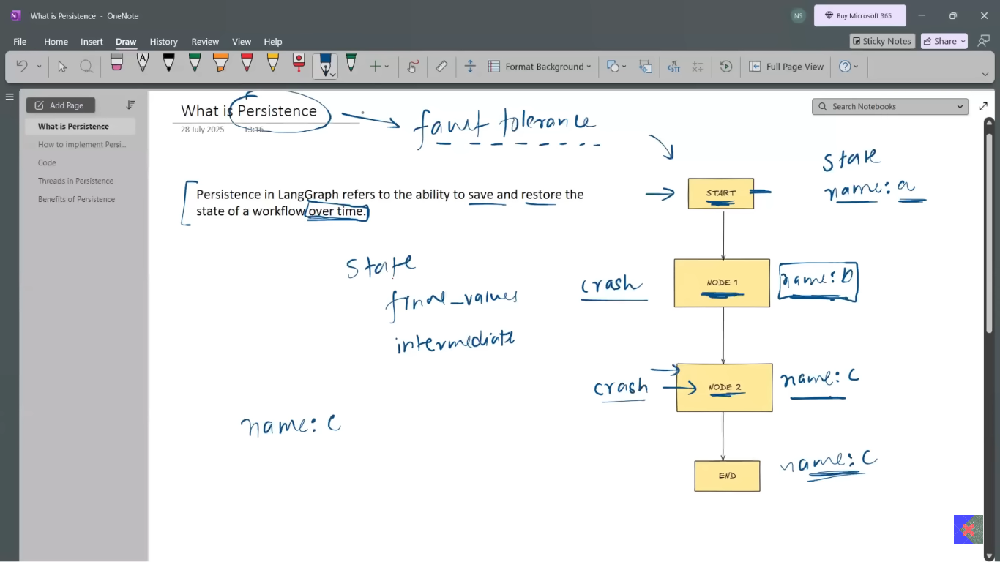 What is Persistence - OneNote
NS
Buy Microsoft 365
File Home Insert Draw History Review View Help
Sticky Notes
Share
Format Background
Full Page View
Add Page
What is Persistence
How to implement Persi...
Code
Threads in Persistence
Benefits of Persistence
Search Notebooks
What is Persistence
28 July 2025 13:16
fault tolerance
Persistence in LangGraph refers to the ability to save and restore the
state of a workflow over time.
state
final_values
intermediate
name: c
state
name: a
START
crash
NODE 1
name: b
crash
NODE 2
name: c
END
name: c